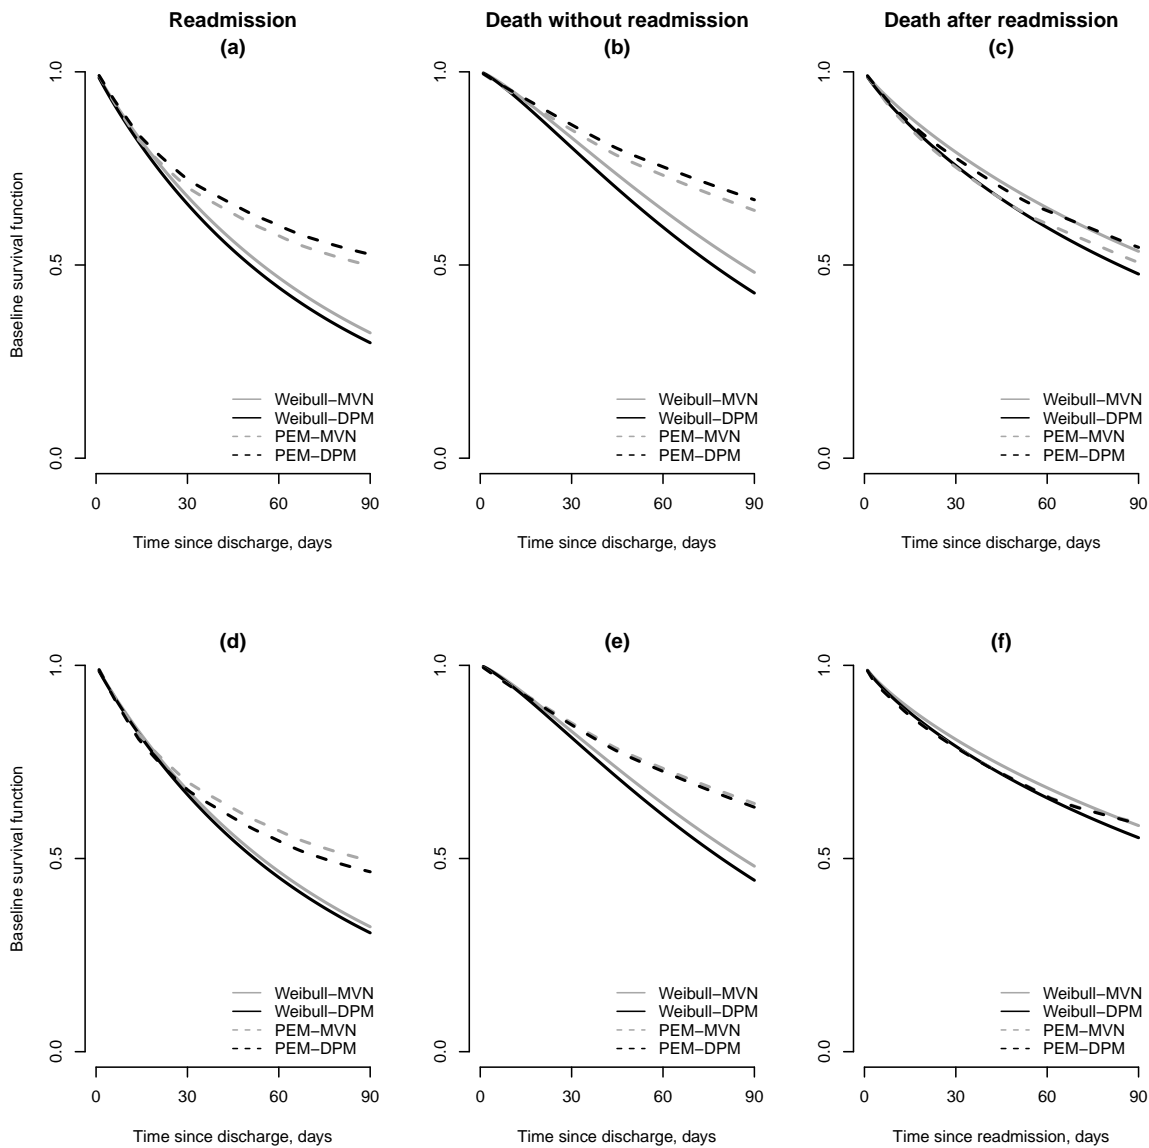 Readmission
(a)
Death without readmission
(b)
Death after readmission
(c)
Baseline survival function
1.0
0.5
0.0
Weibull−MVN
Weibull−DPM
PEM−MVN
PEM−DPM
0 30 60 90
Time since discharge, days
1.0
0.5
0.0
Weibull−MVN
Weibull−DPM
PEM−MVN
PEM−DPM
0 30 60 90
Time since discharge, days
1.0
0.5
0.0
Weibull−MVN
Weibull−DPM
PEM−MVN
PEM−DPM
0 30 60 90
Time since discharge, days
(d)
Baseline survival function
1.0
0.5
0.0
Weibull−MVN
Weibull−DPM
PEM−MVN
PEM−DPM
0 30 60 90
Time since discharge, days
(e)
1.0
0.5
0.0
Weibull−MVN
Weibull−DPM
PEM−MVN
PEM−DPM
0 30 60 90
Time since discharge, days
(f)
1.0
0.5
0.0
Weibull−MVN
Weibull−DPM
PEM−MVN
PEM−DPM
0 30 60 90
Time since readmission, days